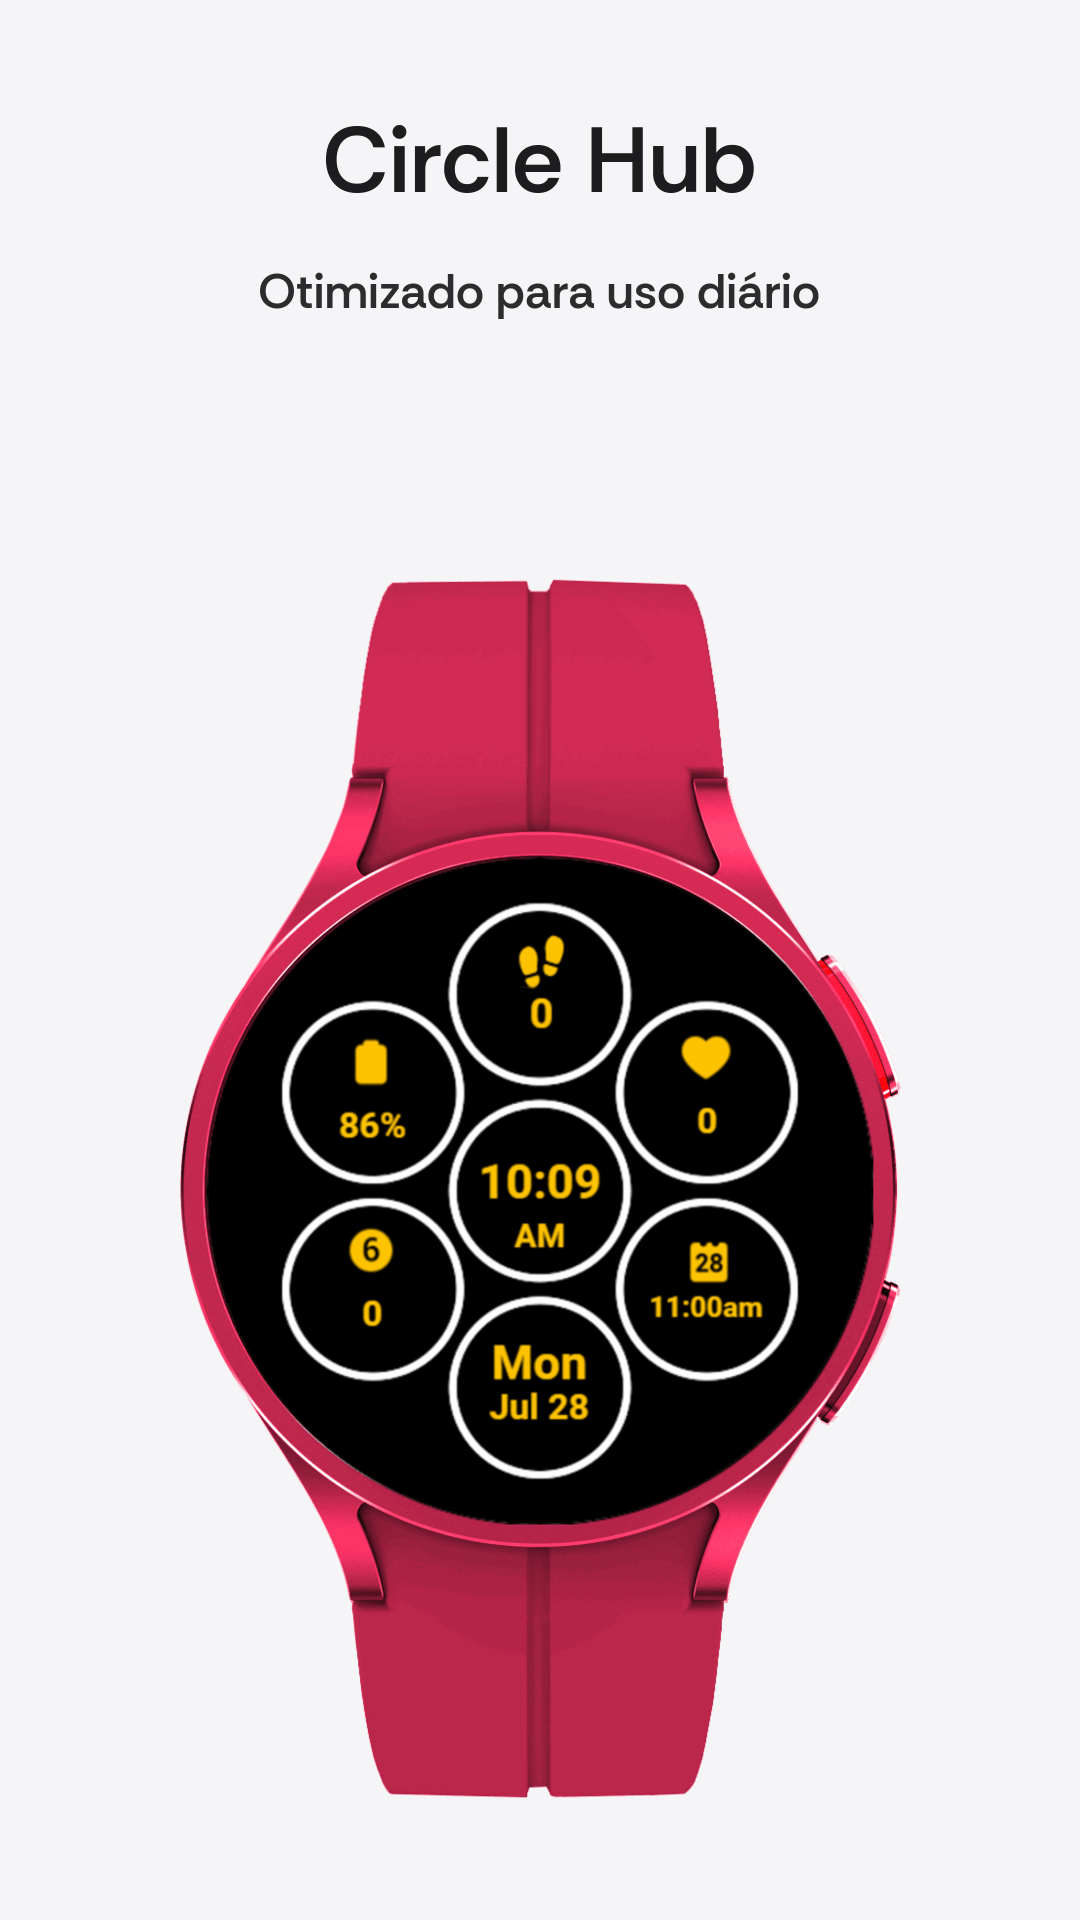 Circle Hub
Otimizado para uso diário
0
86%
0
10:09
AM
6
0
28
11:00am
Mon
Jul 28